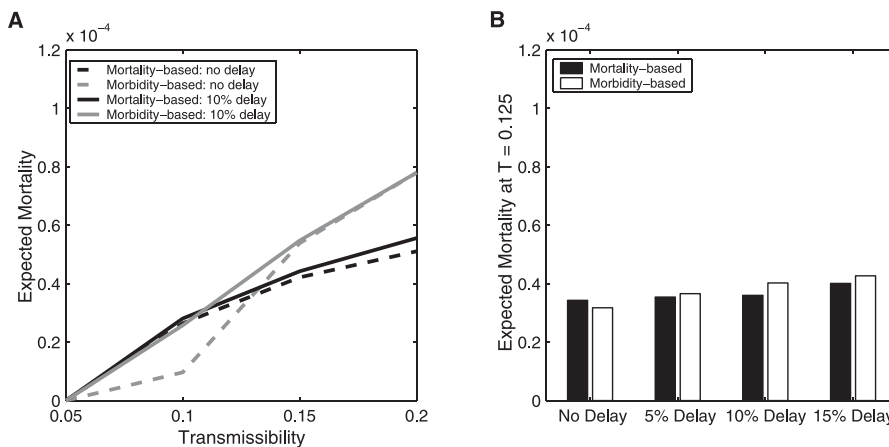 A
× 10⁻⁴
1.2
1
0.8
0.6
0.4
0.2
0
Expected Mortality
Mortality–based: no delay
Morbidity–based: no delay
Mortality–based: 10% delay
Morbidity–based: 10% delay
0.05 0.1 0.15 0.2
Transmissibility
B
× 10⁻⁴
1.2
1
0.8
0.6
0.4
0.2
0
Expected Mortality at T = 0.125
Mortality–based
Morbidity–based
No Delay 5% Delay 10% Delay 15% Delay